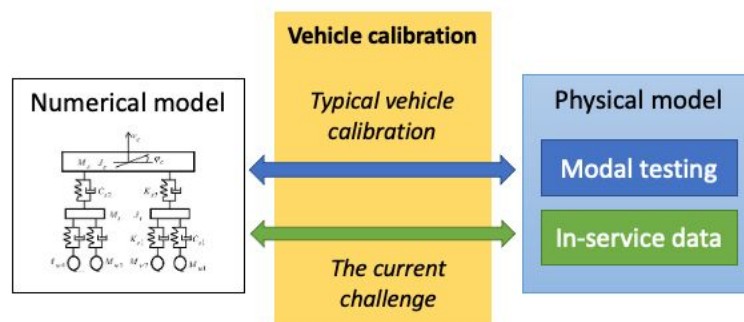 Vehicle calibration
Numerical model
Typical vehicle
calibration
Physical model
Modal testing
In-service data
The current
challenge